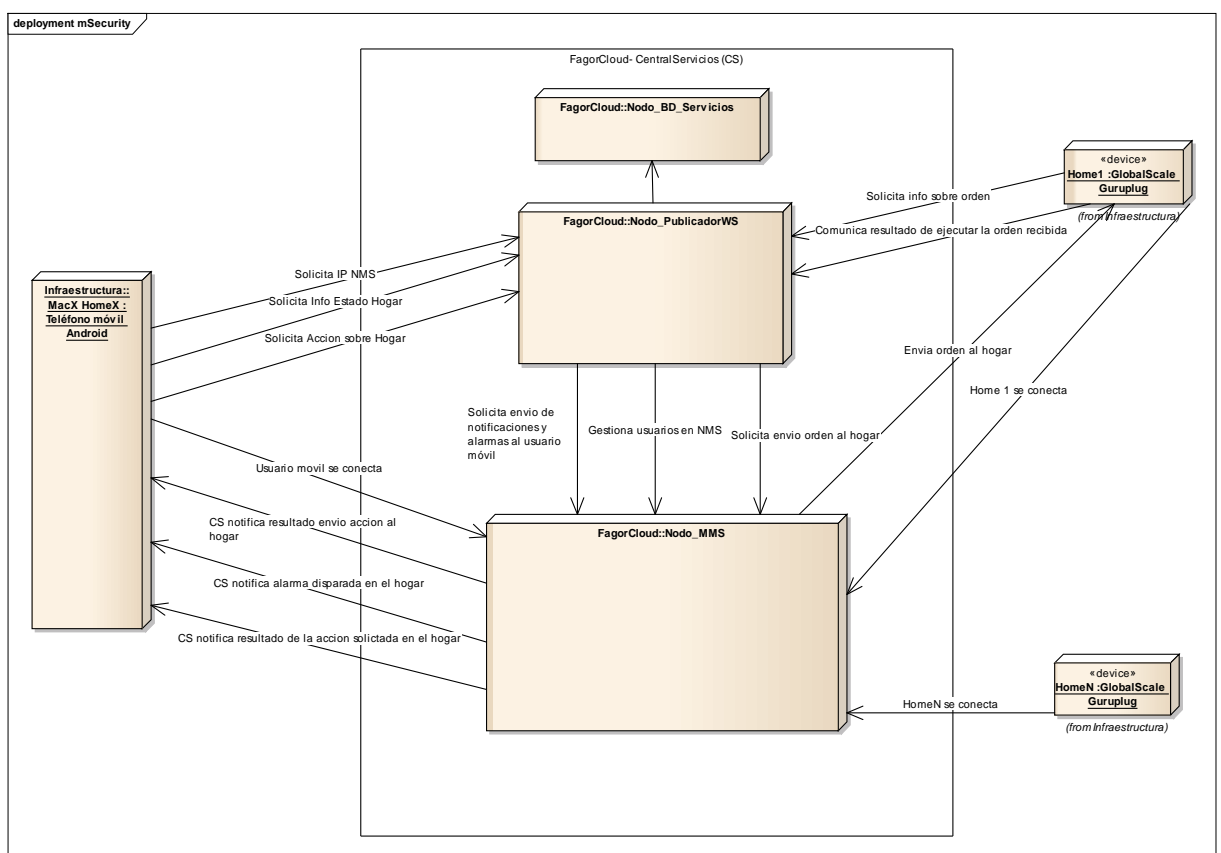 deployment mSecurity
FagorCloud- CentralServicios (CS)
FagorCloud::Nodo_BD_Servicios
«device»
Home1 :GlobalScale
Guruplug
(from Infraestructura)
Solicita info sobre orden
FagorCloud::Nodo_PublicadorWS
Comunica resultado de ejecutar la orden recibida
Infraestructura::
MacX HomeX :
Teléfono móvil
Android
Solicita IP NMS
Solicita Info Estado Hogar
Solicita Accion sobre Hogar
Envia orden al hogar
Home 1 se conecta
Solicita envio de
notificaciones y
alarmas al usuario
móvil
Gestiona usuarios en NMS
Solicita envio orden al hogar
Usuario movil se conecta
CS notifica resultado envio accion al
hogar
FagorCloud::Nodo_MMS
CS notifica alarma disparada en el hogar
CS notifica resultado de la accion solictada en el hogar
«device»
HomeN :GlobalScale
Guruplug
(from Infraestructura)
HomeN se conecta